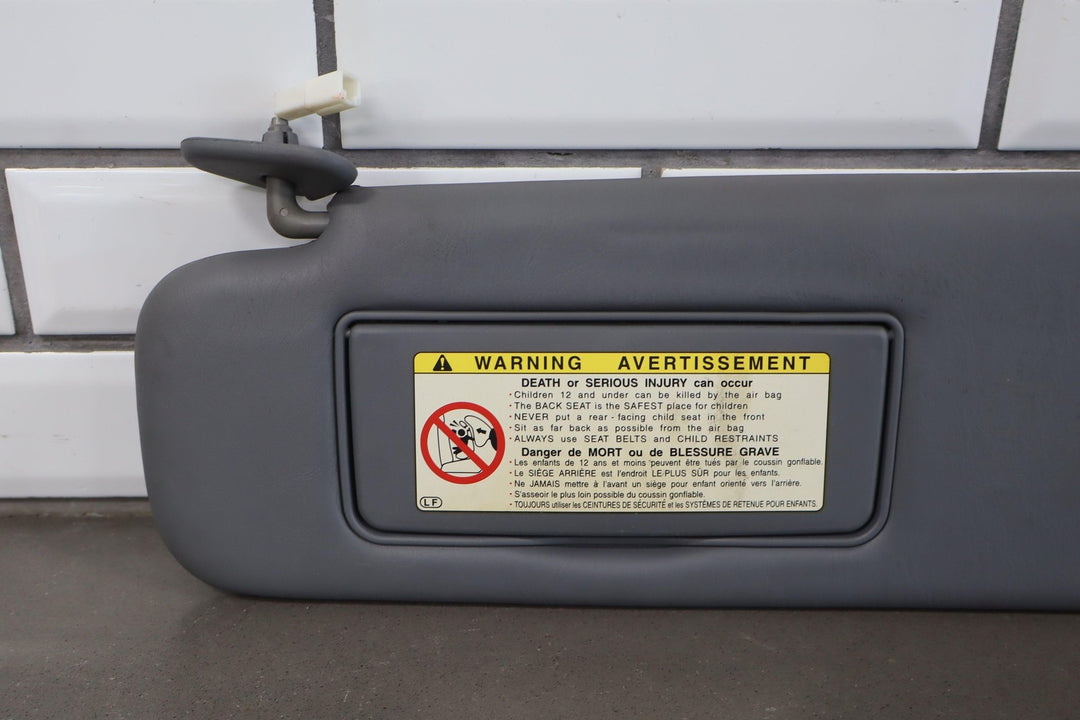 WARNING AVERTISSEMENT
DEATH or SERIOUS INJURY can occur
· Children 12 and under can be killed by the air bag
· The BACK SEAT is the SAFEST place for children
· NEVER put a rear-facing child seat in the front
· Sit as far back as possible from the air bag
· ALWAYS use SEAT BELTS and CHILD RESTRAINTS
Danger de MORT ou de BLESSURE GRAVE
· Les enfants de 12 ans et moins peuvent être tués par le coussin gonflable.
· Le SIÈGE ARRIÈRE est l'endroit LE PLUS SÛR pour les enfants.
· Ne JAMAIS mettre à l'avant un siège pour enfant orienté vers l'arrière.
· S'asseoir le plus loin possible du coussin gonflable.
· TOUJOURS utiliser les CEINTURES DE SÉCURITÉ et les SYSTÈMES DE RETENUE POUR ENFANTS.
LF